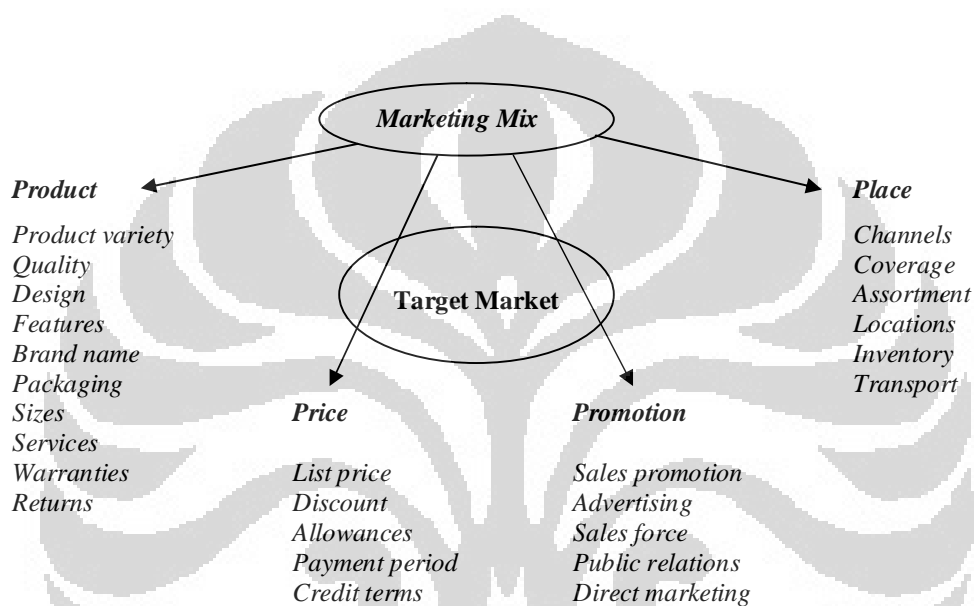 Marketing Mix
Product
Product variety
Quality
Design
Features
Brand name
Packaging
Sizes
Services
Warranties
Returns
Target Market
Price
List price
Discount
Allowances
Payment period
Credit terms
Promotion
Sales promotion
Advertising
Sales force
Public relations
Direct marketing
Place
Channels
Coverage
Assortment
Locations
Inventory
Transport